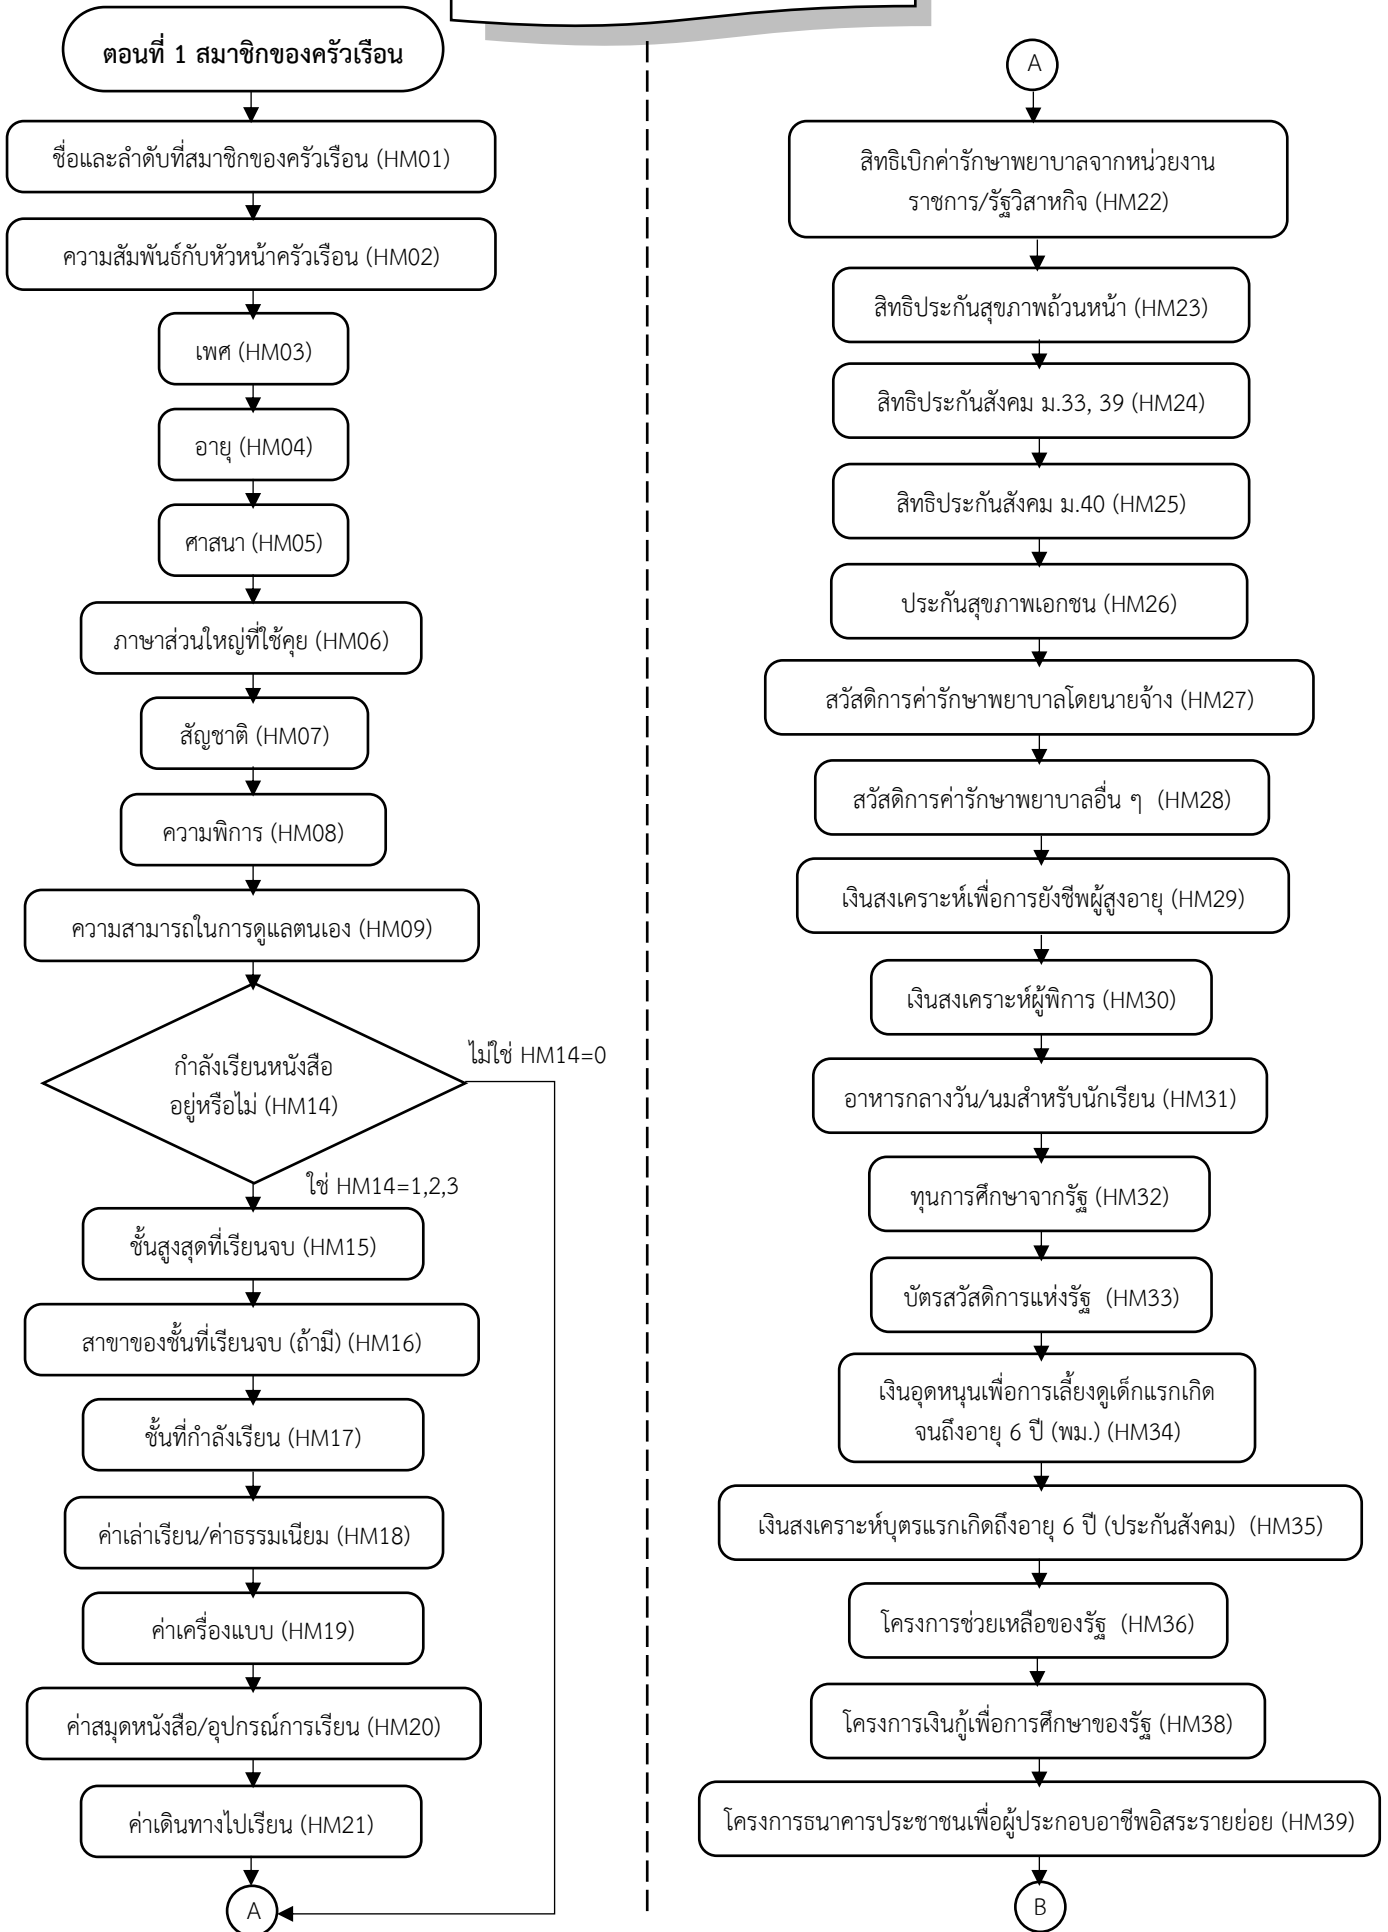 ตอนที่ 1 สมาชิกของครัวเรือน
ชื่อและลำดับที่สมาชิกของครัวเรือน (HM01)
ความสัมพันธ์กับหัวหน้าครัวเรือน (HM02)
เพศ (HM03)
อายุ (HM04)
ศาสนา (HM05)
ภาษาส่วนใหญ่ที่ใช้คุย (HM06)
สัญชาติ (HM07)
ความพิการ (HM08)
ความสามารถในการดูแลตนเอง (HM09)
กำลังเรียนหนังสือ
อยู่หรือไม่ (HM14)
ไม่ใช่ HM14=0
ใช่ HM14=1,2,3
ชั้นสูงสุดที่เรียนจบ (HM15)
สาขาของชั้นที่เรียนจบ (ถ้ามี) (HM16)
ชั้นที่กำลังเรียน (HM17)
ค่าเล่าเรียน/ค่าธรรมเนียม (HM18)
ค่าเครื่องแบบ (HM19)
ค่าสมุดหนังสือ/อุปกรณ์การเรียน (HM20)
ค่าเดินทางไปเรียน (HM21)
A
A
สิทธิเบิกค่ารักษาพยาบาลจากหน่วยงาน
ราชการ/รัฐวิสาหกิจ (HM22)
สิทธิประกันสุขภาพถ้วนหน้า (HM23)
สิทธิประกันสังคม ม.33, 39 (HM24)
สิทธิประกันสังคม ม.40 (HM25)
ประกันสุขภาพเอกชน (HM26)
สวัสดิการค่ารักษาพยาบาลโดยนายจ้าง (HM27)
สวัสดิการค่ารักษาพยาบาลอื่น ๆ (HM28)
เงินสงเคราะห์เพื่อการยังชีพผู้สูงอายุ (HM29)
เงินสงเคราะห์ผู้พิการ (HM30)
อาหารกลางวัน/นมสำหรับนักเรียน (HM31)
ทุนการศึกษาจากรัฐ (HM32)
บัตรสวัสดิการแห่งรัฐ (HM33)
เงินอุดหนุนเพื่อการเลี้ยงดูเด็กแรกเกิด
จนถึงอายุ 6 ปี (พม.) (HM34)
เงินสงเคราะห์บุตรแรกเกิดถึงอายุ 6 ปี (ประกันสังคม) (HM35)
โครงการช่วยเหลือของรัฐ (HM36)
โครงการเงินกู้เพื่อการศึกษาของรัฐ (HM38)
โครงการธนาคารประชาชนเพื่อผู้ประกอบอาชีพอิสระรายย่อย (HM39)
B